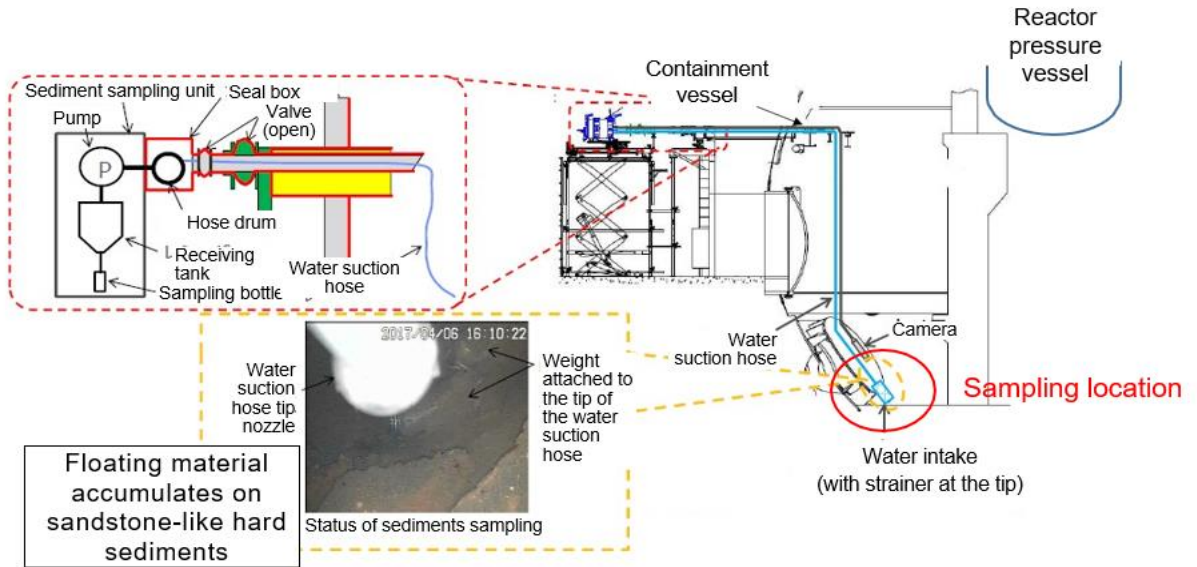 Reactor
pressure
vessel
Containment
vessel
Sediment sampling unit
Seal box
Pump
Valve
(open)
P
Hose drum
Receiving
tank
Sampling bottle
Water suction
hose
Water
suction hose
Camera
Sampling location
Water intake
(with strainer at the tip)
2017/04/06 16:10:22
Water
suction
hose tip
nozzle
Weight
attached to
the tip of
the water
suction
hose
Status of sediments sampling
Floating material
accumulates on
sandstone-like hard
sediments